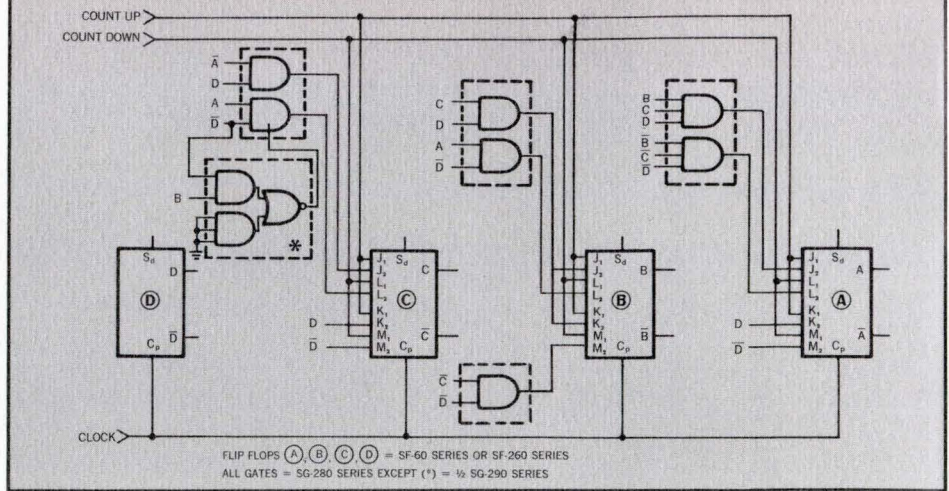 COUNT UP
COUNT DOWN
A̅
D
A
D̅
B
*
C
D
A
D̅
B
C
D
B̅
C̅
D̅
D
Sd
D
D̅
Cp
C
J1
J2
L1
L2
K1
K2
M1
M2
Sd
C
C̅
Cp
D
D̅
B
J1
J2
L1
L2
K1
K2
M1
M2
Sd
B
B̅
Cp
C̅
D̅
A
J1
J2
L1
L2
K1
K2
M1
M2
Sd
A
A̅
Cp
D
D̅
CLOCK
FLIP FLOPS A, B, C, D = SF-60 SERIES OR SF-260 SERIES
ALL GATES = SG-280 SERIES EXCEPT (*) = ½ SG-290 SERIES